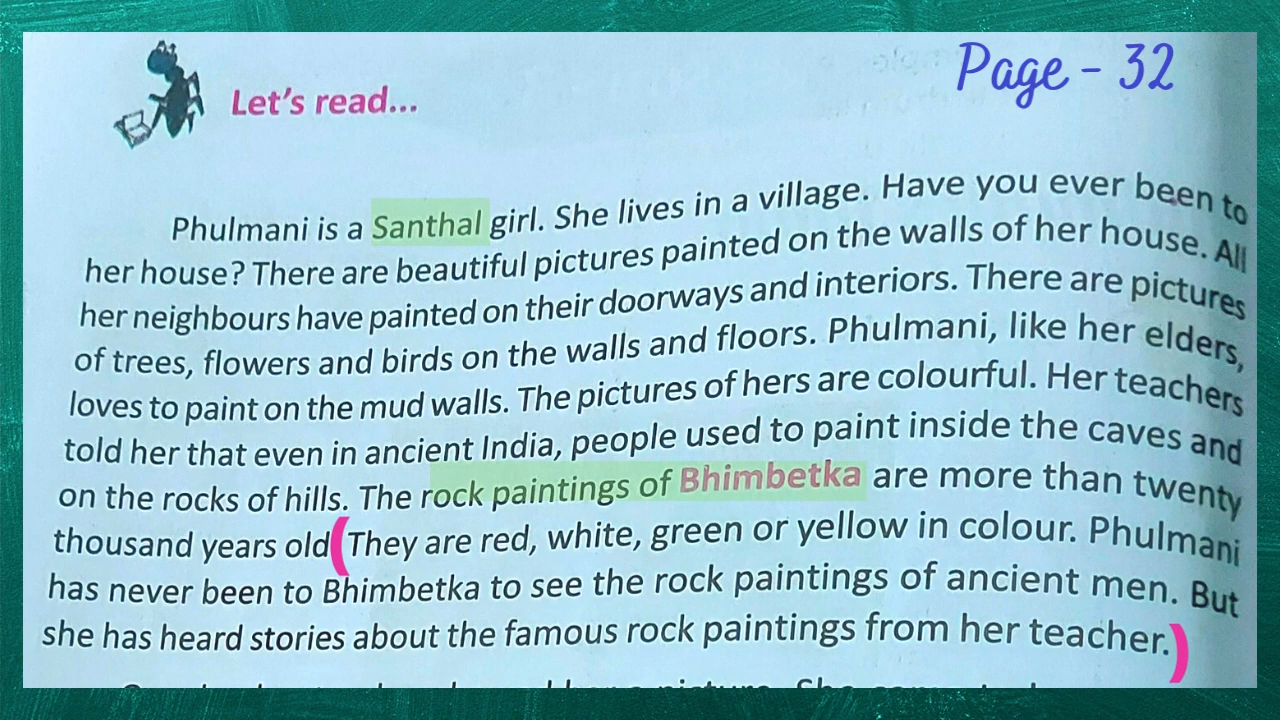 Page - 32
Let's read...
Phulmani is a Santhal girl. She lives in a village. Have you ever been to
her house? There are beautiful pictures painted on the walls of her house. All
her neighbours have painted on their doorways and interiors. There are pictures
of trees, flowers and birds on the walls and floors. Phulmani, like her elders,
loves to paint on the mud walls. The pictures of hers are colourful. Her teachers
told her that even in ancient India, people used to paint inside the caves and
on the rocks of hills. The rock paintings of Bhimbetka are more than twenty
thousand years old (They are red, white, green or yellow in colour. Phulmani
has never been to Bhimbetka to see the rock paintings of ancient men. But
she has heard stories about the famous rock paintings from her teacher.)